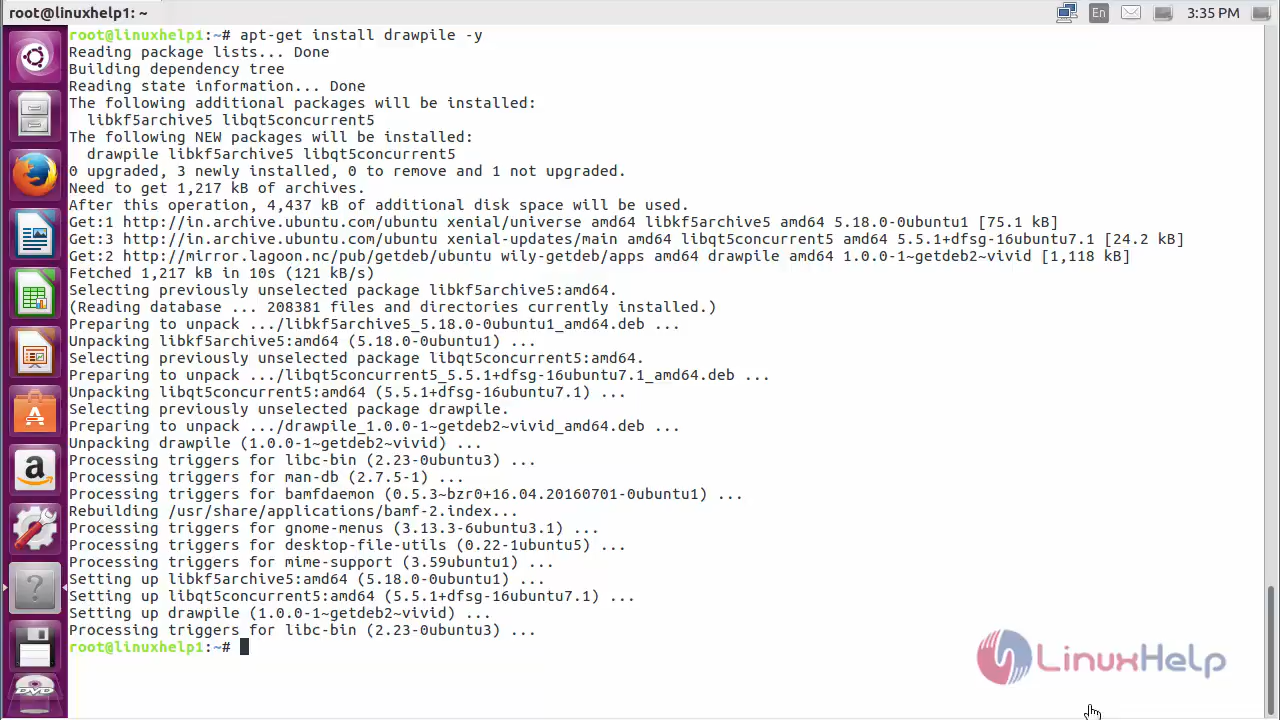 root@linuxhelp1: ~
En
3:35 PM
root@linuxhelp1:~# apt-get install drawpile -y
Reading package lists... Done
Building dependency tree
Reading state information... Done
The following additional packages will be installed:
  libkf5archive5 libqt5concurrent5
The following NEW packages will be installed:
  drawpile libkf5archive5 libqt5concurrent5
0 upgraded, 3 newly installed, 0 to remove and 1 not upgraded.
Need to get 1,217 kB of archives.
After this operation, 4,437 kB of additional disk space will be used.
Get:1 http://in.archive.ubuntu.com/ubuntu xenial/universe amd64 libkf5archive5 amd64 5.18.0-0ubuntu1 [75.1 kB]
Get:3 http://in.archive.ubuntu.com/ubuntu xenial-updates/main amd64 libqt5concurrent5 amd64 5.5.1+dfsg-16ubuntu7.1 [24.2 kB]
Get:2 http://mirror.lagoon.nc/pub/getdeb/ubuntu wily-getdeb/apps amd64 drawpile amd64 1.0.0-1~getdeb2~vivid [1,118 kB]
Fetched 1,217 kB in 10s (121 kB/s)
Selecting previously unselected package libkf5archive5:amd64.
(Reading database ... 208381 files and directories currently installed.)
Preparing to unpack .../libkf5archive5_5.18.0-0ubuntu1_amd64.deb ...
Unpacking libkf5archive5:amd64 (5.18.0-0ubuntu1) ...
Selecting previously unselected package libqt5concurrent5:amd64.
Preparing to unpack .../libqt5concurrent5_5.5.1+dfsg-16ubuntu7.1_amd64.deb ...
Unpacking libqt5concurrent5:amd64 (5.5.1+dfsg-16ubuntu7.1) ...
Selecting previously unselected package drawpile.
Preparing to unpack .../drawpile_1.0.0-1~getdeb2~vivid_amd64.deb ...
Unpacking drawpile (1.0.0-1~getdeb2~vivid) ...
Processing triggers for libc-bin (2.23-0ubuntu3) ...
Processing triggers for man-db (2.7.5-1) ...
Processing triggers for bamfdaemon (0.5.3~bzr0+16.04.20160701-0ubuntu1) ...
Rebuilding /usr/share/applications/bamf-2.index...
Processing triggers for gnome-menus (3.13.3-6ubuntu3.1) ...
Processing triggers for desktop-file-utils (0.22-1ubuntu5) ...
Processing triggers for mime-support (3.59ubuntu1) ...
Setting up libkf5archive5:amd64 (5.18.0-0ubuntu1) ...
Setting up libqt5concurrent5:amd64 (5.5.1+dfsg-16ubuntu7.1) ...
Setting up drawpile (1.0.0-1~getdeb2~vivid) ...
Processing triggers for libc-bin (2.23-0ubuntu3) ...
root@linuxhelp1:~#
LinuxHelp
DVD